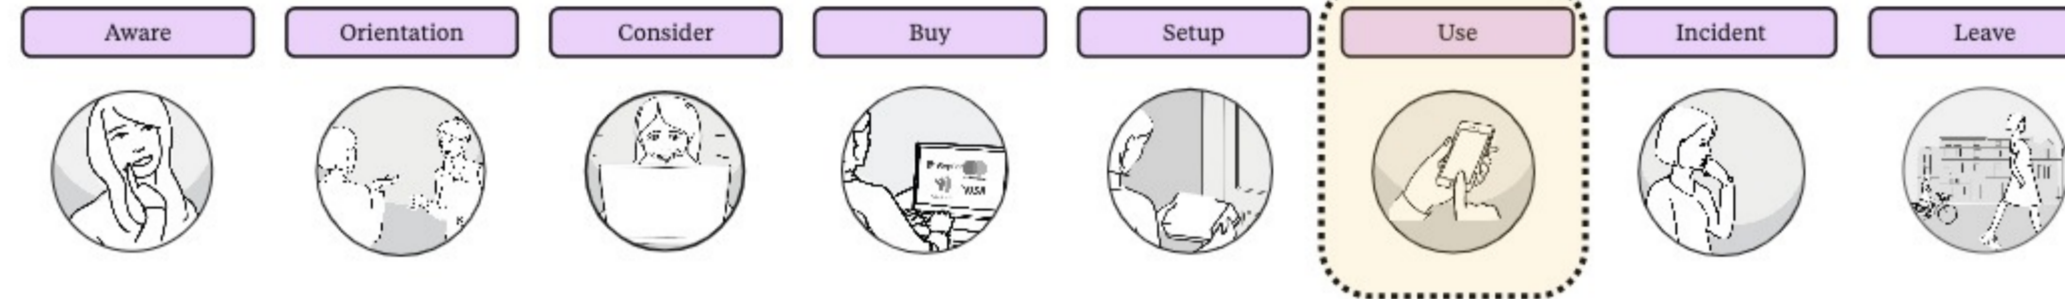 Aware
Orientation
Consider
Buy
Setup
Use
Incident
Leave
VISA